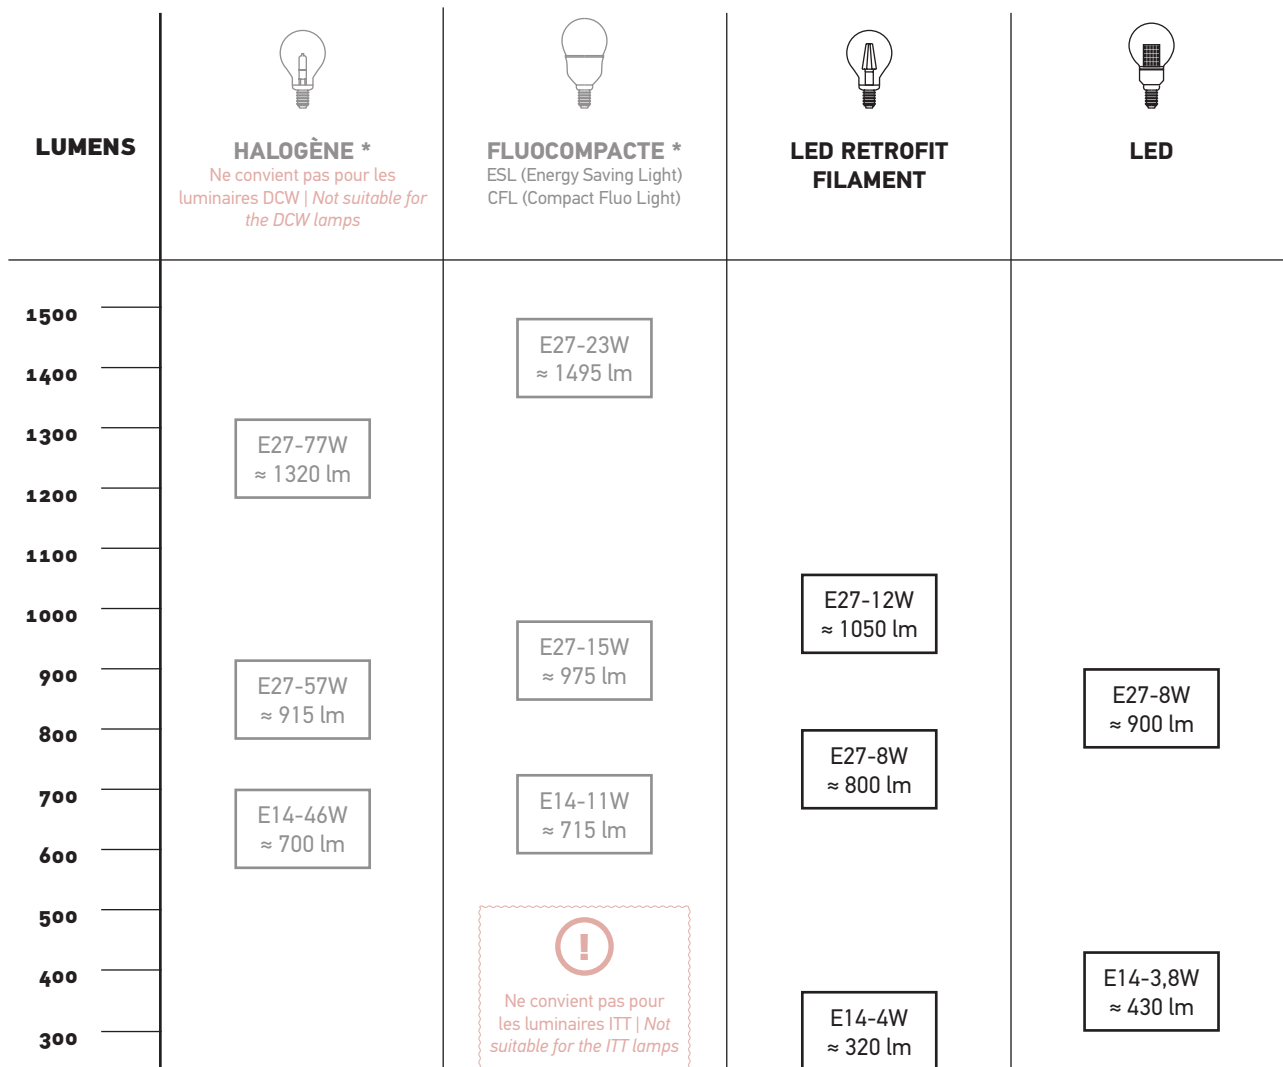 LUMENS
HALOGÈNE *
Ne convient pas pour les
luminaires DCW | Not suitable for
the DCW lamps
FLUOCOMPACTE *
ESL (Energy Saving Light)
CFL (Compact Fluo Light)
LED RETROFIT
FILAMENT
LED
1500
1400
1300
1200
1100
1000
900
800
700
600
500
400
300
E27-77W
≈ 1320 lm
E27-57W
≈ 915 lm
E14-46W
≈ 700 lm
E27-23W
≈ 1495 lm
E27-15W
≈ 975 lm
E14-11W
≈ 715 lm
!
Ne convient pas pour
les luminaires ITT | Not
suitable for the ITT lamps
E27-12W
≈ 1050 lm
E27-8W
≈ 800 lm
E14-4W
≈ 320 lm
E27-8W
≈ 900 lm
E14-3,8W
≈ 430 lm